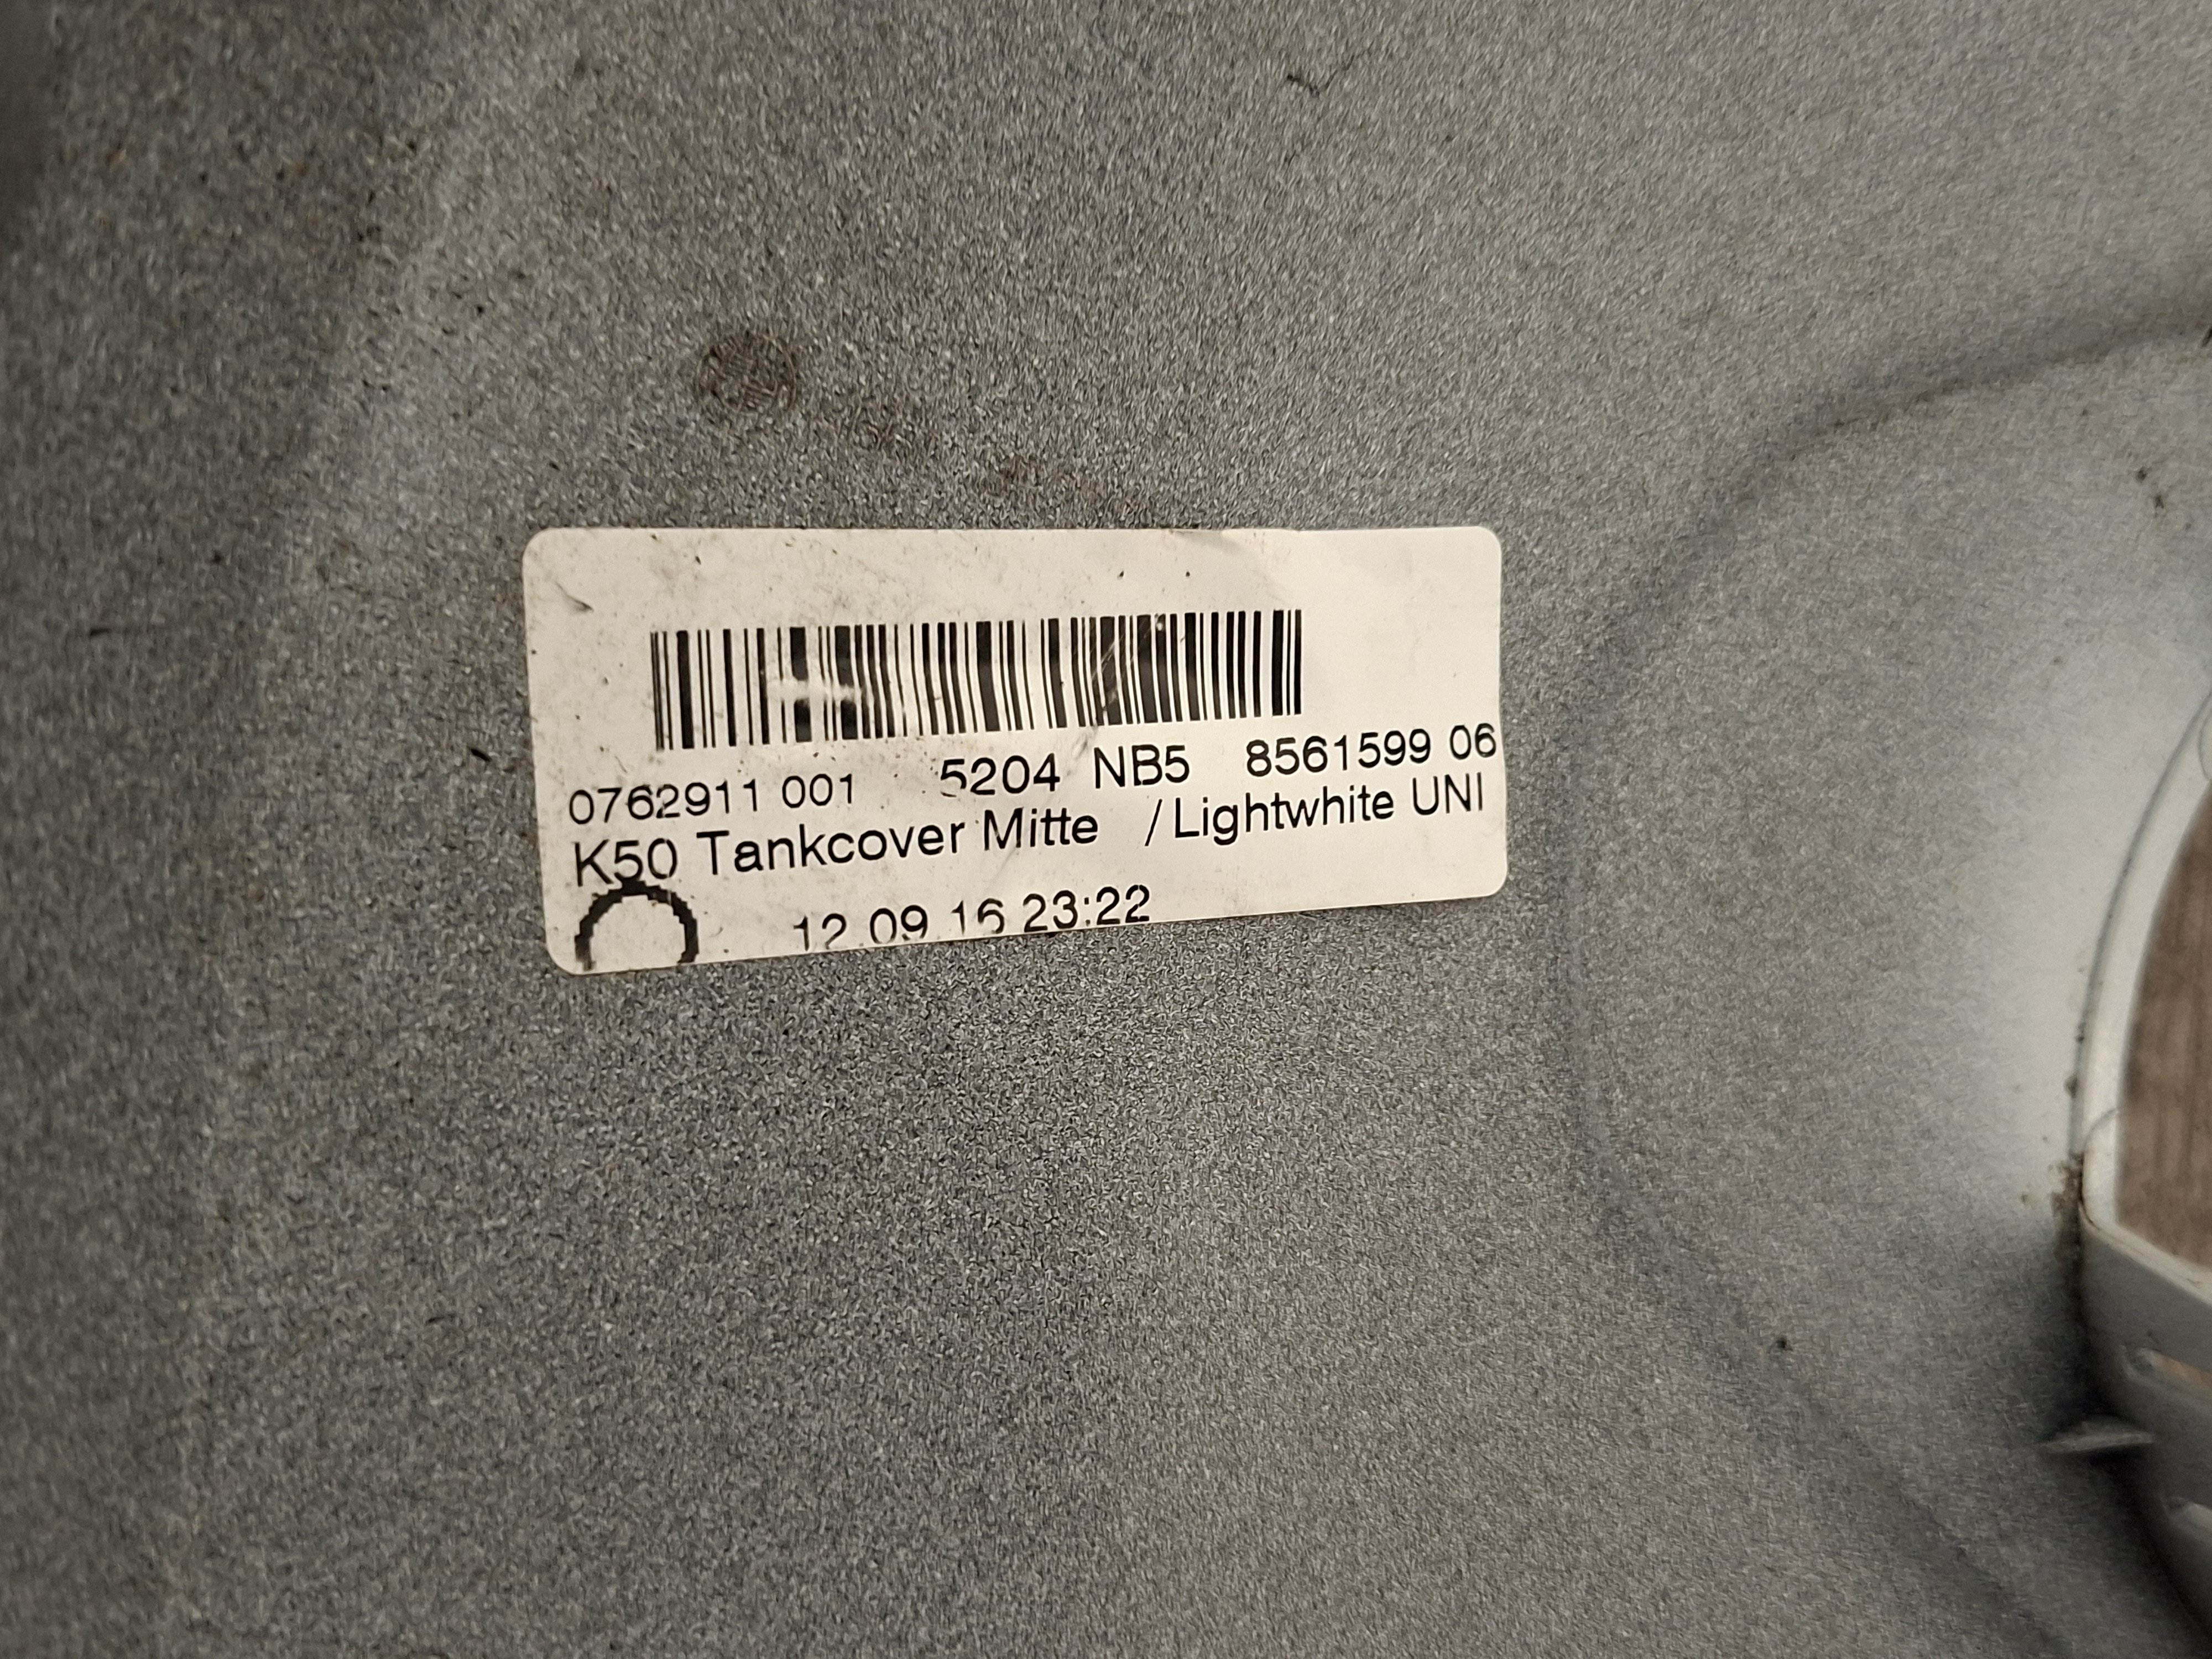 0762911 001 5204 NB5 8561599 06
K50 Tankcover Mitte / Lightwhite UNI
12.09.16 23:22